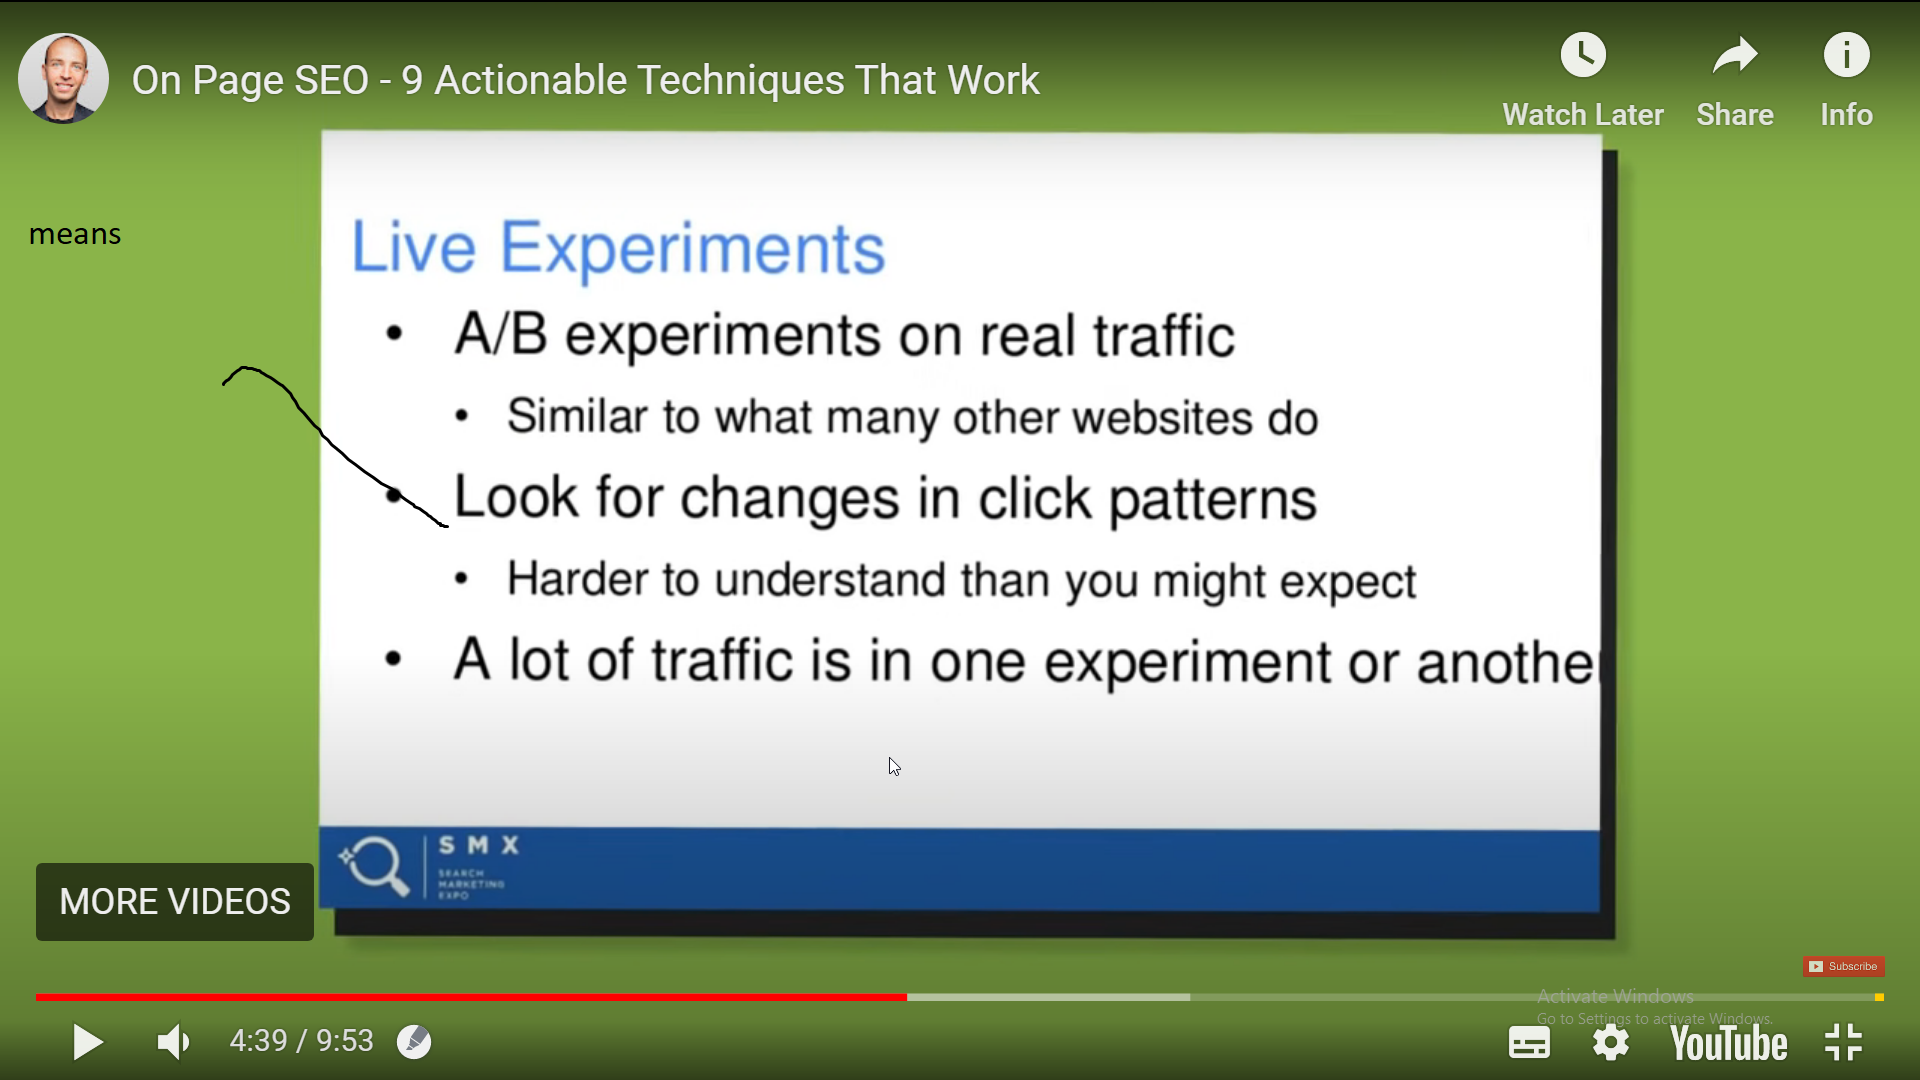 On Page SEO - 9 Actionable Techniques That Work
Watch Later
Share
Info
means
Live Experiments
• A/B experiments on real traffic
• Similar to what many other websites do
• Look for changes in click patterns
• Harder to understand than you might expect
• A lot of traffic is in one experiment or another
SMX
SEARCH
MARKETING
EXPO
MORE VIDEOS
Subscribe
Activate Windows
Go to Settings to activate Windows.
4:39 / 9:53
YouTube